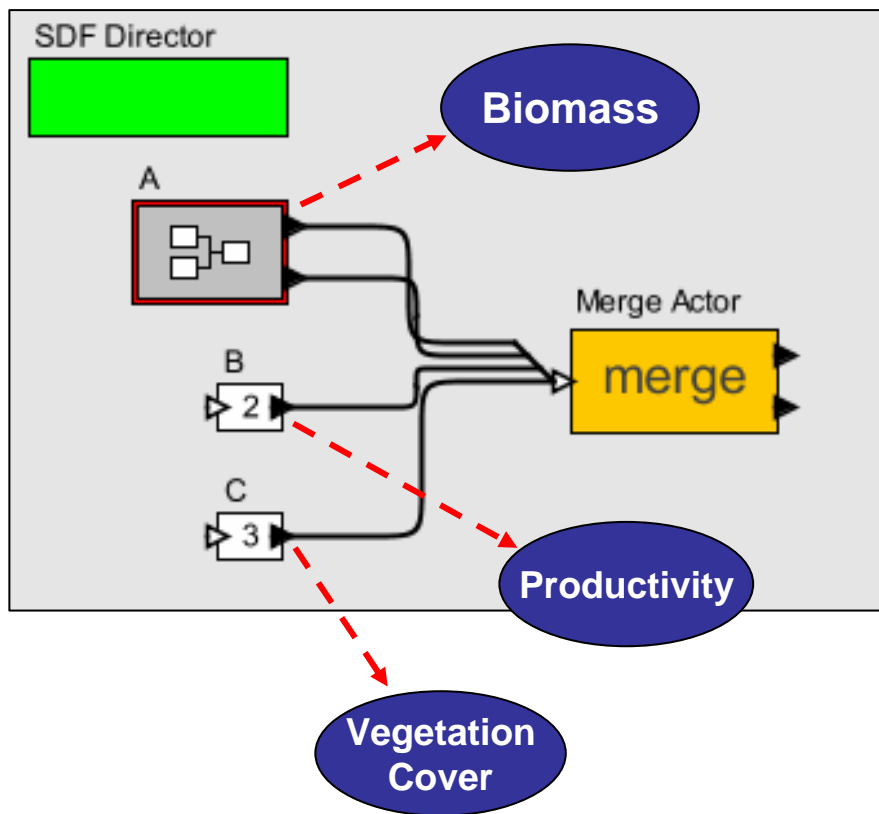 SDF Director
Biomass
A
Merge Actor
merge
B
2
C
3
Productivity
Vegetation
Cover